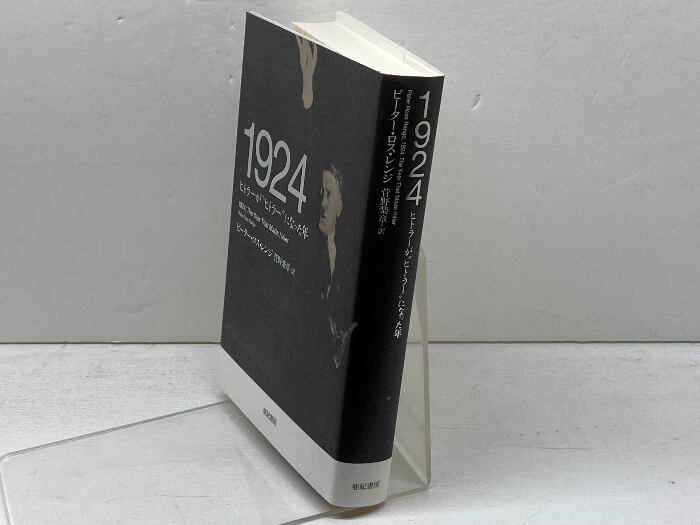 1924
ヒトラーが“ヒトラー”になった年
1924: The Year That Made Hitler
Peter Ross Range
ピーター・ロス・レンジ 菅野楽章 訳
亜紀書房
1924
ヒトラーが“ヒトラー”になった年
Peter Ross Range, 1924: The Year That Made Hitler
ピーター・ロス・レンジ 菅野楽章・訳
亜紀書房